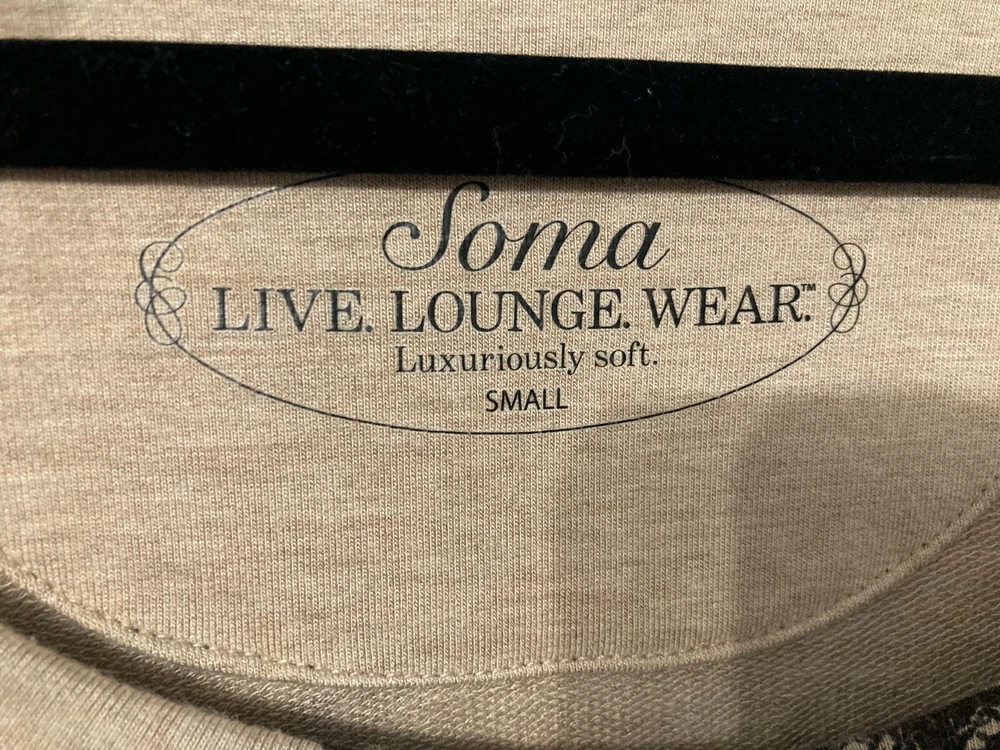 Soma
LIVE. LOUNGE. WEAR.™
Luxuriously soft.
SMALL